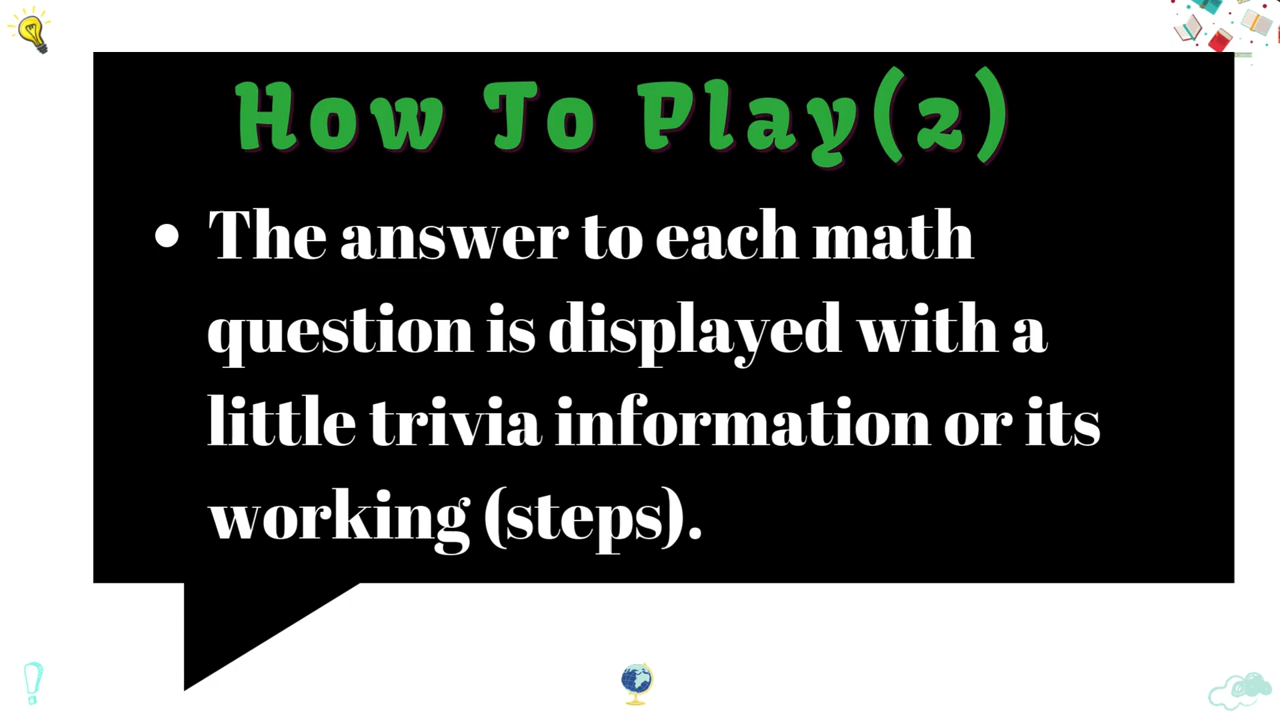 How To Play(2)
• The answer to each math
question is displayed with a
little trivia information or its
working (steps).